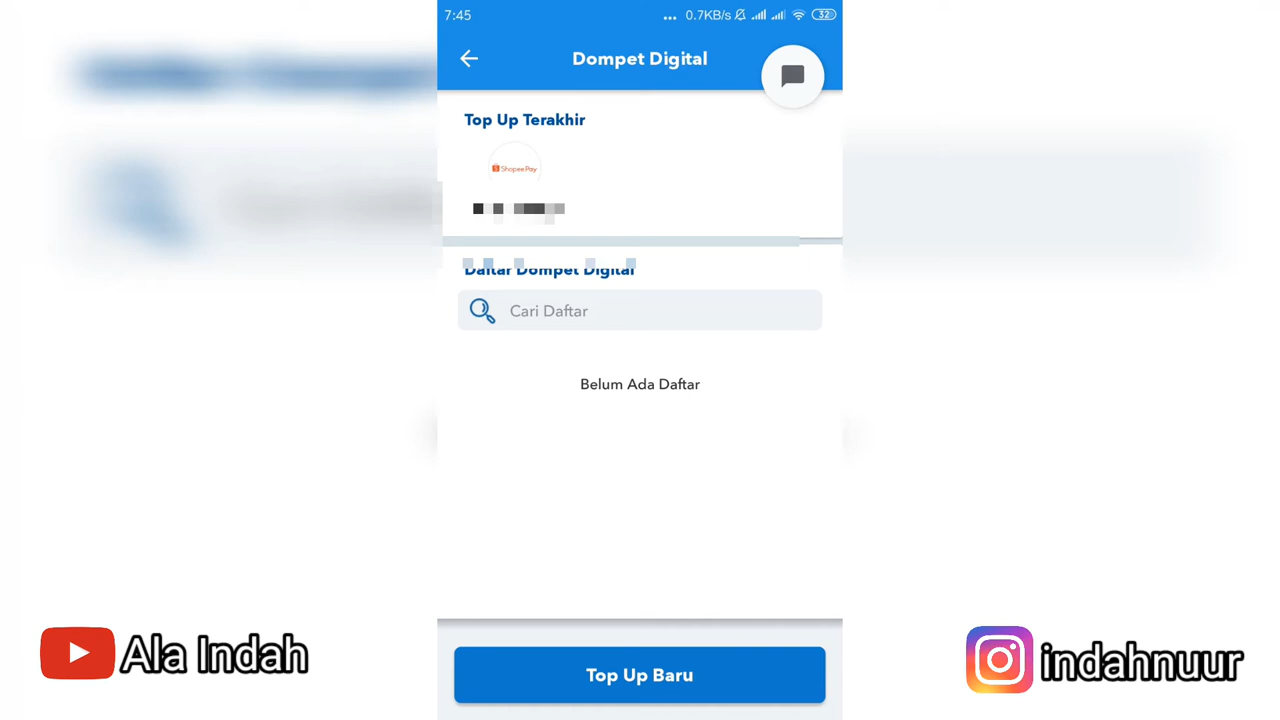 7:45
... 0.7KB/s 32
Dompet Digital
Top Up Terakhir
ShopeePay
Daftar Dompet Digital
Cari Daftar
Belum Ada Daftar
Top Up Baru
Ala Indah
indahnuur